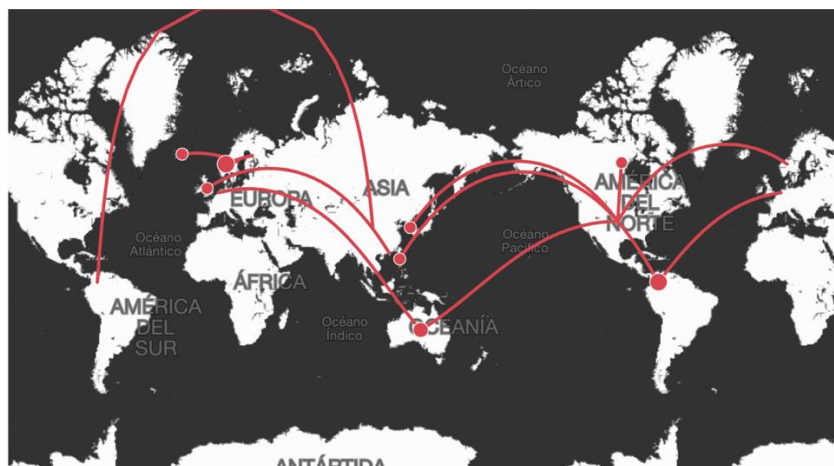 Océano
Ártico
ASIA
EUROPA
AMÉRICA
DEL
NORTE
Océano
Atlántico
Océano
Pacífico
ÁFRICA
AMÉRICA
DEL
SUR
Océano
Índico
OCEANÍA
ANTÁRTIDA